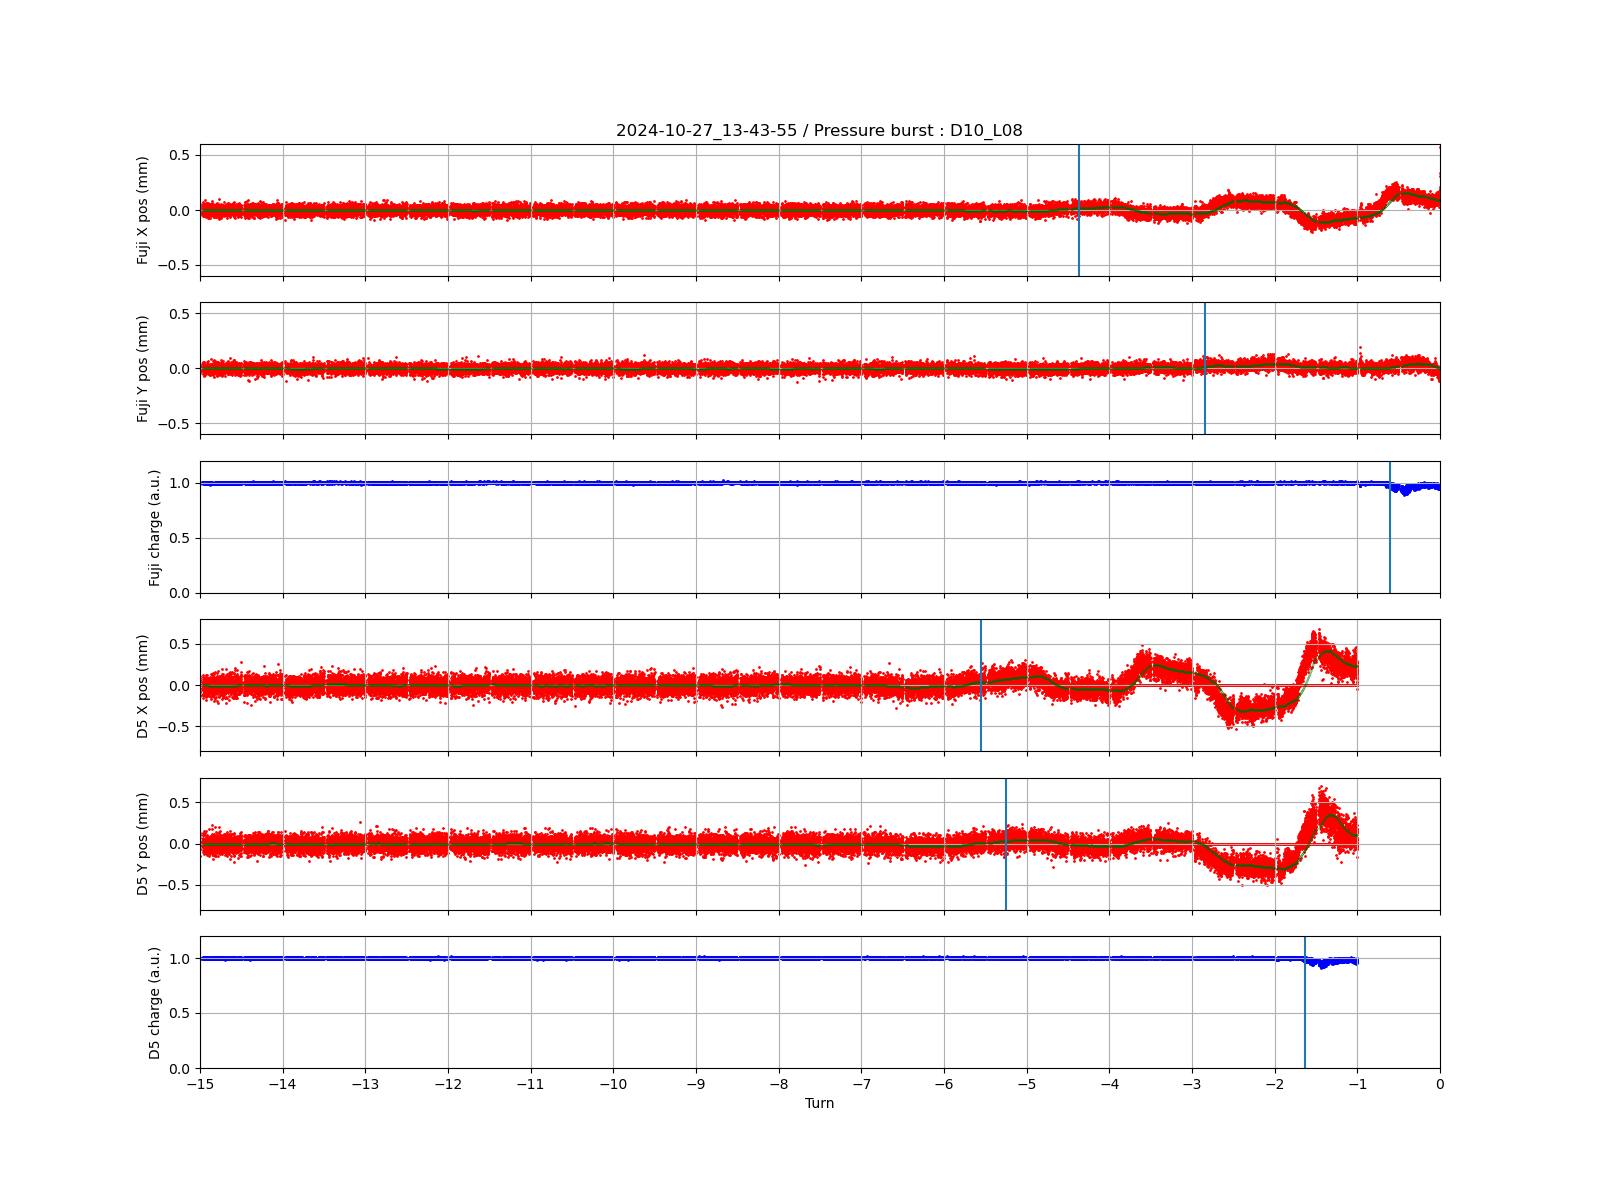 2024-10-27_13-43-55 / Pressure burst : D10_L08
Fuji X pos (mm)
0.5
0.0
−0.5
Fuji Y pos (mm)
0.5
0.0
−0.5
Fuji charge (a.u.)
1.0
0.5
0.0
D5 X pos (mm)
0.5
0.0
−0.5
D5 Y pos (mm)
0.5
0.0
−0.5
D5 charge (a.u.)
1.0
0.5
0.0
−15 −14 −13 −12 −11 −10 −9 −8 −7 −6 −5 −4 −3 −2 −1 0
Turn